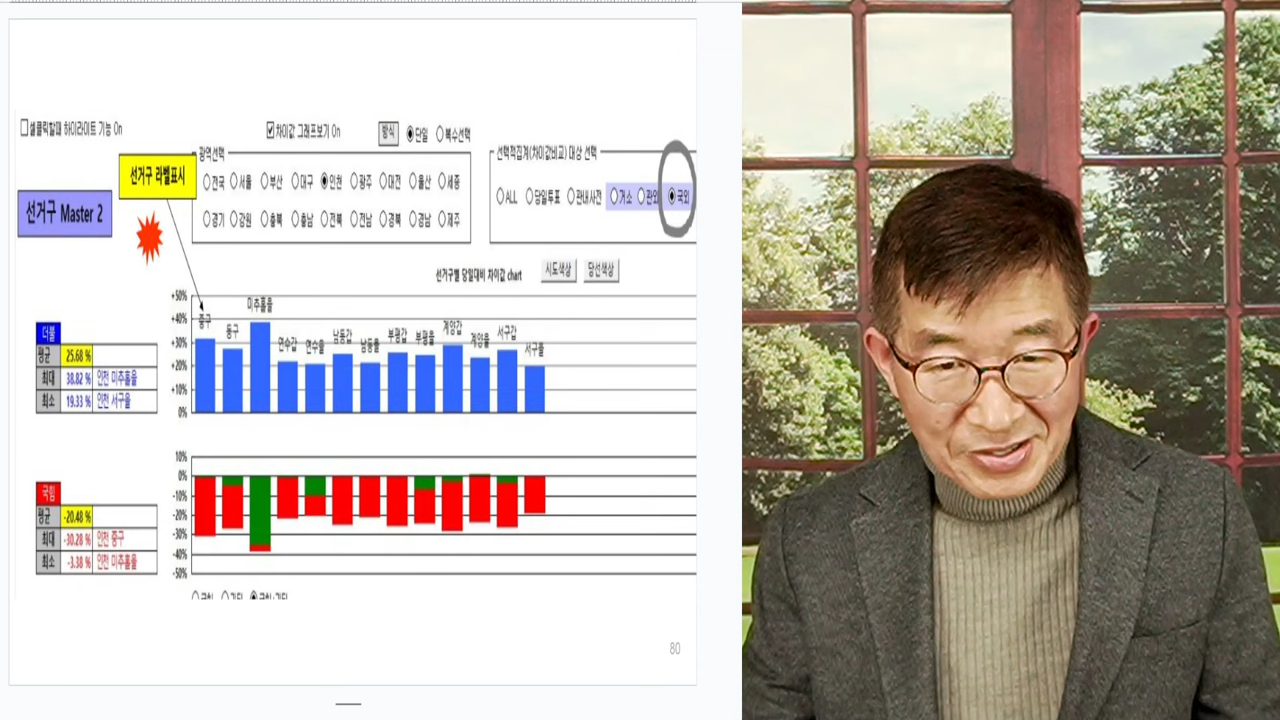 셀클릭할때 하이라이트 기능 On
차이값 그래프보기 On
방식
단일
복수선택
선거구 라벨표시
선거구 Master 2
광역선택
전국 서울 부산 대구 인천 광주 대전 울산 세종
경기 강원 충북 충남 전북 전남 경북 경남 제주
선택적집계(차이값비교) 대상 선택
ALL 당일투표 관내사전 거소 관외 국외
선거구별 당일대비 차이값 chart
시도색상
당선색상
+50%
+40%
+30%
+20%
+10%
0%
중구 동구 미추홀을 연수갑 연수을 남동갑 남동을 부평갑 부평을 계양갑 계양을 서구갑 서구을
더불
평균 25.68 %
최대 38.82 % 인천 미추홀을
최소 19.33 % 인천 서구을
10%
0%
-10%
-20%
-30%
-40%
-50%
국힘
평균 -20.48 %
최대 -30.28 % 인천 중구
최소 -3.38 % 인천 미추홀을
80